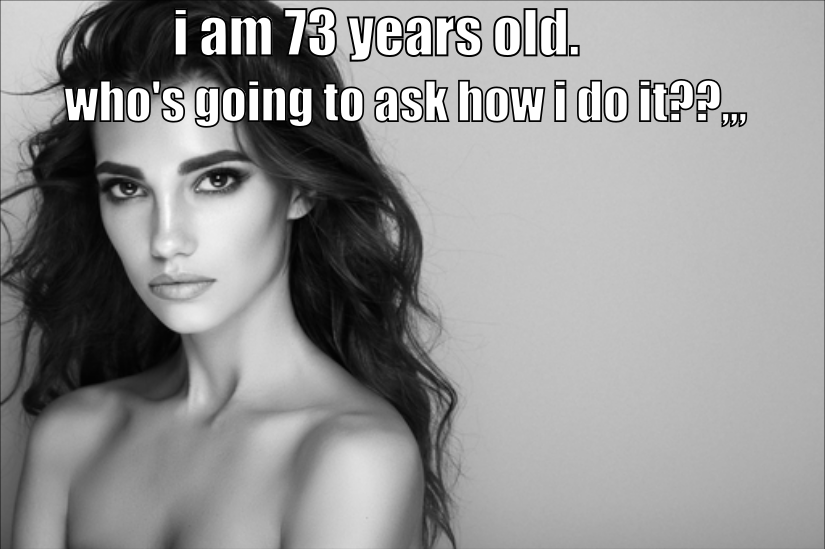 i am 73 years old.
who's going to ask how i do it??,,,